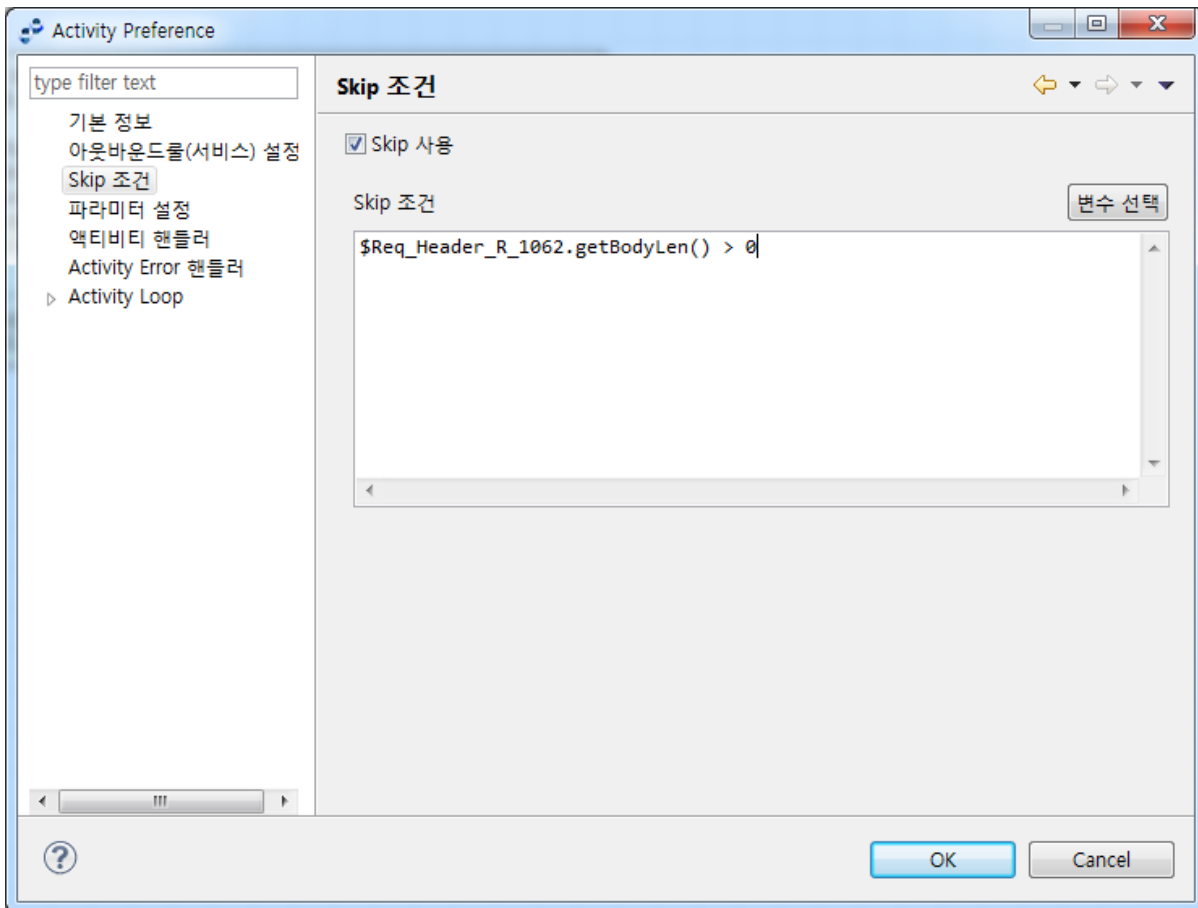 Activity Preference
type filter text
기본 정보
아웃바운드룰(서비스) 설정
Skip 조건
파라미터 설정
액티비티 핸들러
Activity Error 핸들러
Activity Loop
Skip 조건
Skip 사용
Skip 조건
변수 선택
$Req_Header_R_1062.getBodyLen() > 0
OK
Cancel